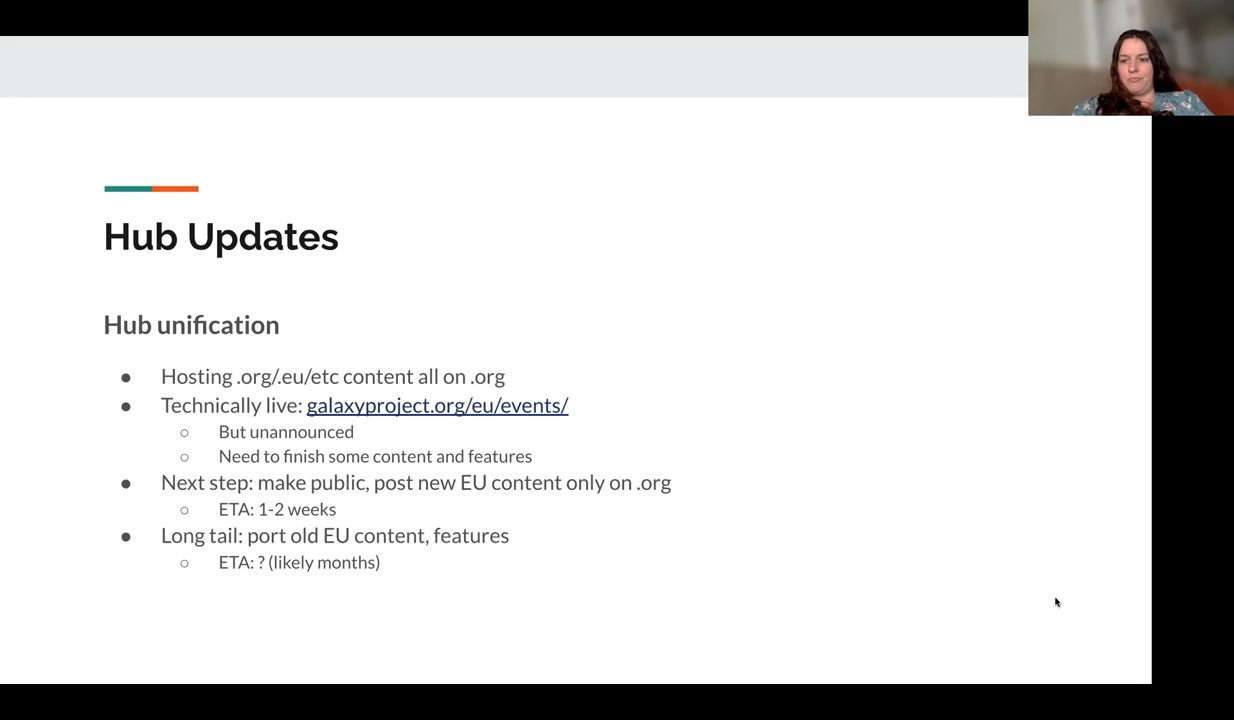 Hub Updates
Hub unification
● Hosting .org/.eu/etc content all on .org
● Technically live: galaxyproject.org/eu/events/
○ But unannounced
○ Need to finish some content and features
● Next step: make public, post new EU content only on .org
○ ETA: 1-2 weeks
● Long tail: port old EU content, features
○ ETA: ? (likely months)